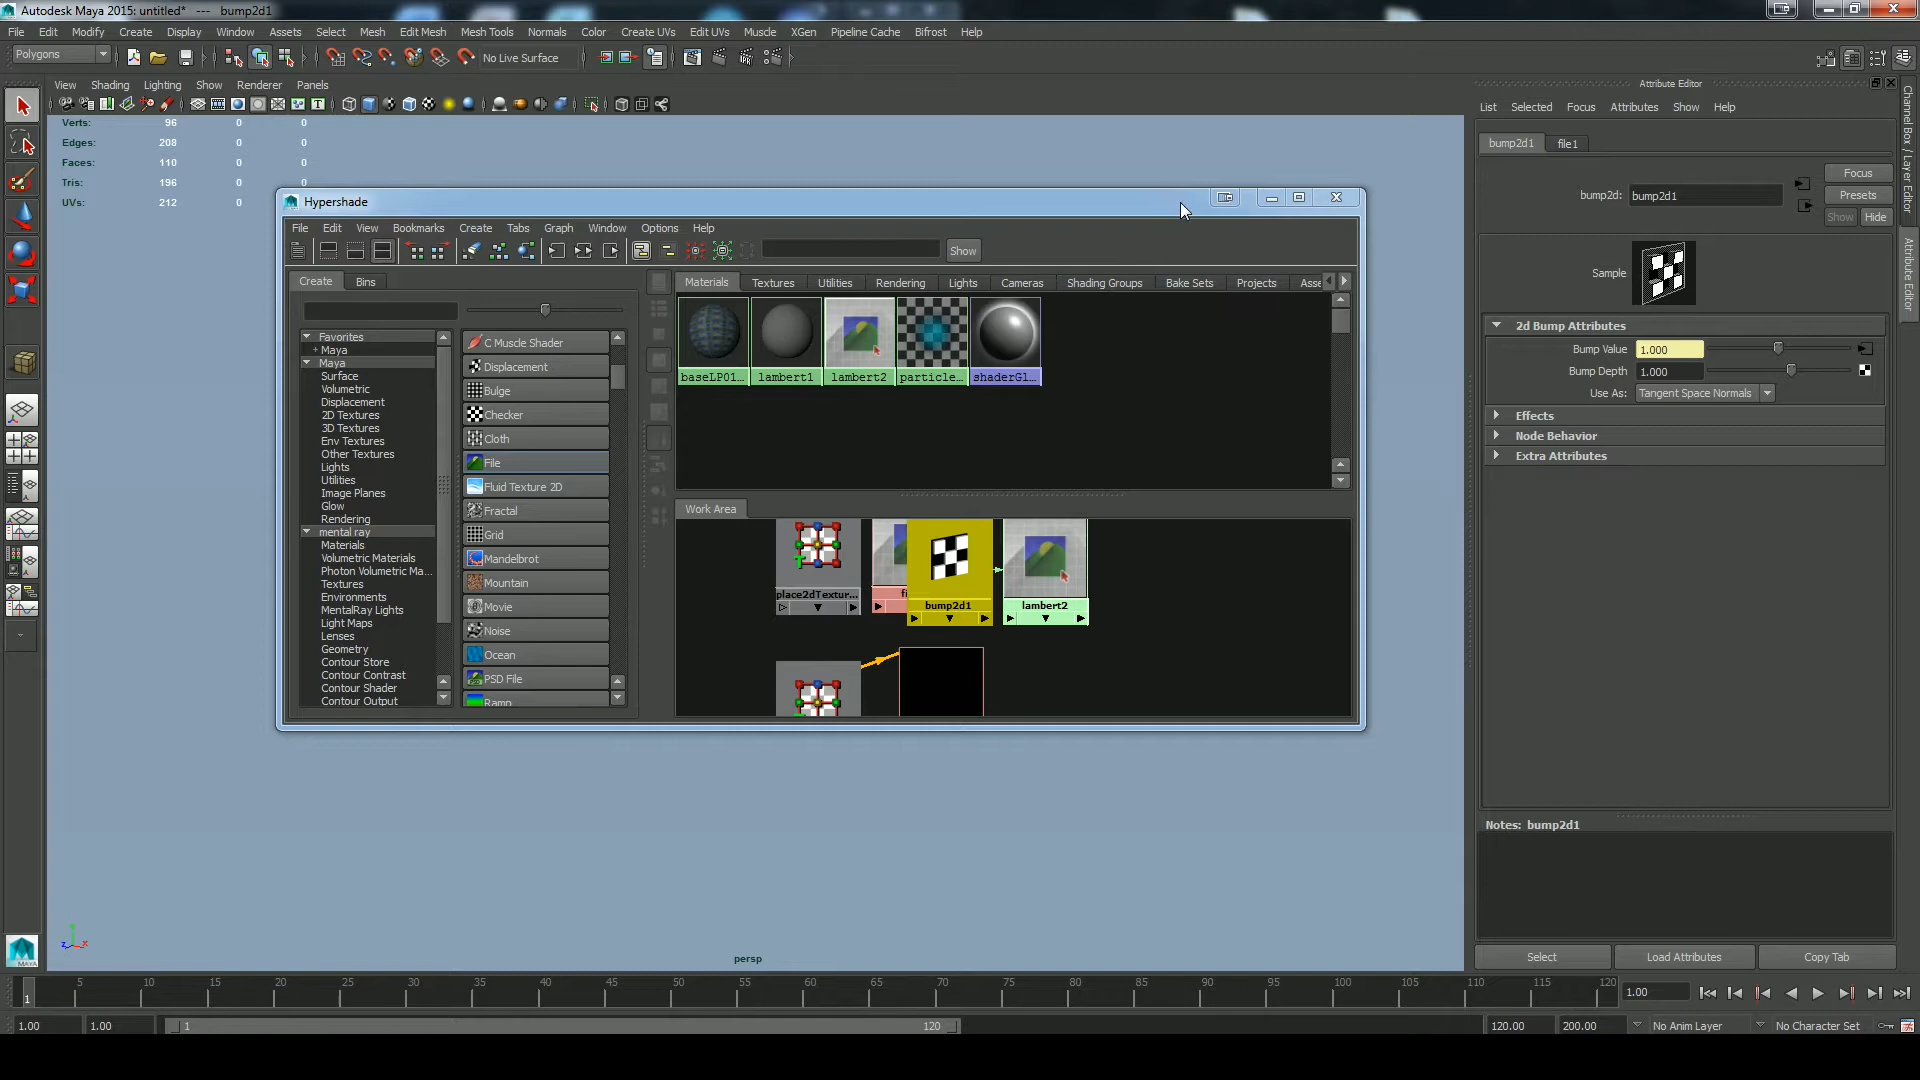 Autodesk Maya 2015: untitled*   ---   bump2d1
File Edit Modify Create Display Window Assets Select Mesh Edit Mesh Mesh Tools Normals Color Create UVs Edit UVs Muscle XGen Pipeline Cache Bifrost Help
Polygons
No Live Surface
View Shading Lighting Show Renderer Panels
Verts: 96 0 0
Edges: 208 0 0
Faces: 110 0 0
Tris: 196 0 0
UVs: 212 0 0
Hypershade
File Edit View Bookmarks Create Tabs Graph Window Options Help
Show
Create Bins
Favorites
+ Maya
Maya
Surface
Volumetric
Displacement
2D Textures
3D Textures
Env Textures
Other Textures
Lights
Utilities
Image Planes
Glow
Rendering
mental ray
Materials
Volumetric Materials
Photon Volumetric Ma...
Textures
Environments
MentalRay Lights
Light Maps
Lenses
Geometry
Contour Store
Contour Contrast
Contour Shader
Contour Output
C Muscle Shader
Displacement
Bulge
Checker
Cloth
File
Fluid Texture 2D
Fractal
Grid
Mandelbrot
Mountain
Movie
Noise
Ocean
PSD File
Ramp
Materials Textures Utilities Rendering Lights Cameras Shading Groups Bake Sets Projects Asse
baseLP01... lambert1 lambert2 particle... shaderGl...
Work Area
place2dTextur... fi bump2d1 lambert2
persp
Attribute Editor
List Selected Focus Attributes Show Help
bump2d1 file1
Focus
bump2d: bump2d1
Presets
Show Hide
Sample
2d Bump Attributes
Bump Value 1.000
Bump Depth 1.000
Use As: Tangent Space Normals
Effects
Node Behavior
Extra Attributes
Notes: bump2d1
Select Load Attributes Copy Tab
Channel Box / Layer Editor
Attribute Editor
MAYA
1 5 10 15 20 25 30 35 40 45 50 55 60 65 70 75 80 85 90 95 100 105 110 115 120
1.00
1.00 1.00 1 120 120.00 200.00 No Anim Layer No Character Set